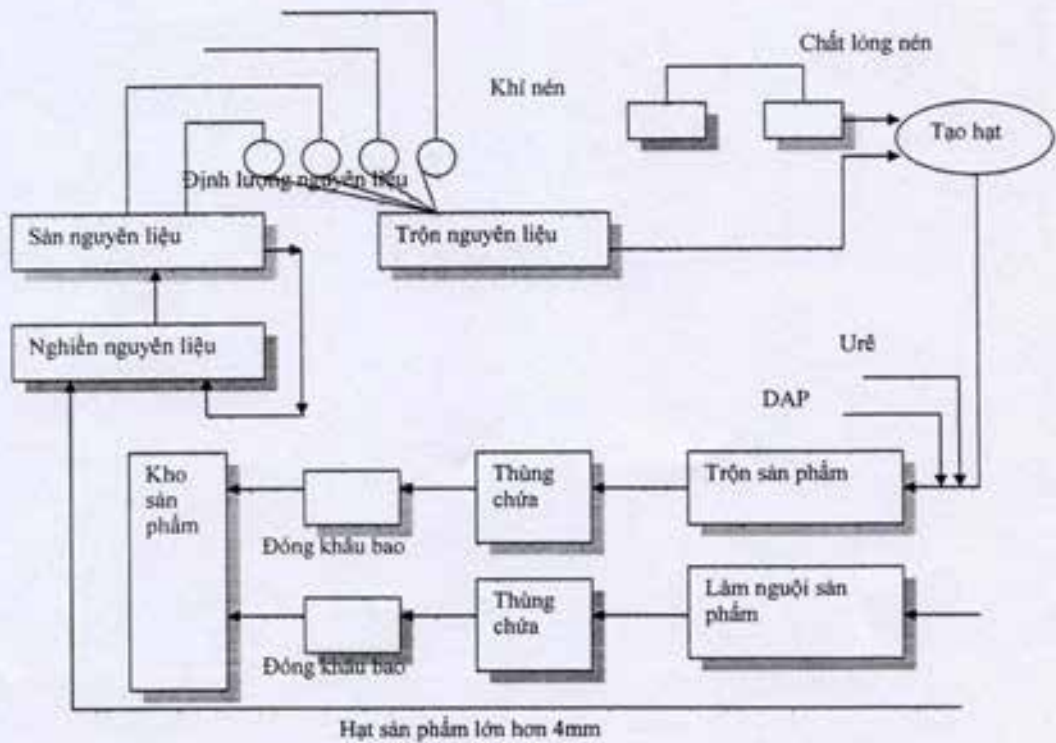 Chất lỏng nén
Khí nén
Tạo hạt
Định lượng nguyên liệu
Sàn nguyên liệu
Trộn nguyên liệu
Nghiền nguyên liệu
Urê
DAP
Kho
sản
phẩm
Thùng
chứa
Trộn sản phẩm
Đóng khâu bao
Thùng
chứa
Làm nguội sản
phẩm
Đóng khâu bao
Hạt sản phẩm lớn hơn 4mm